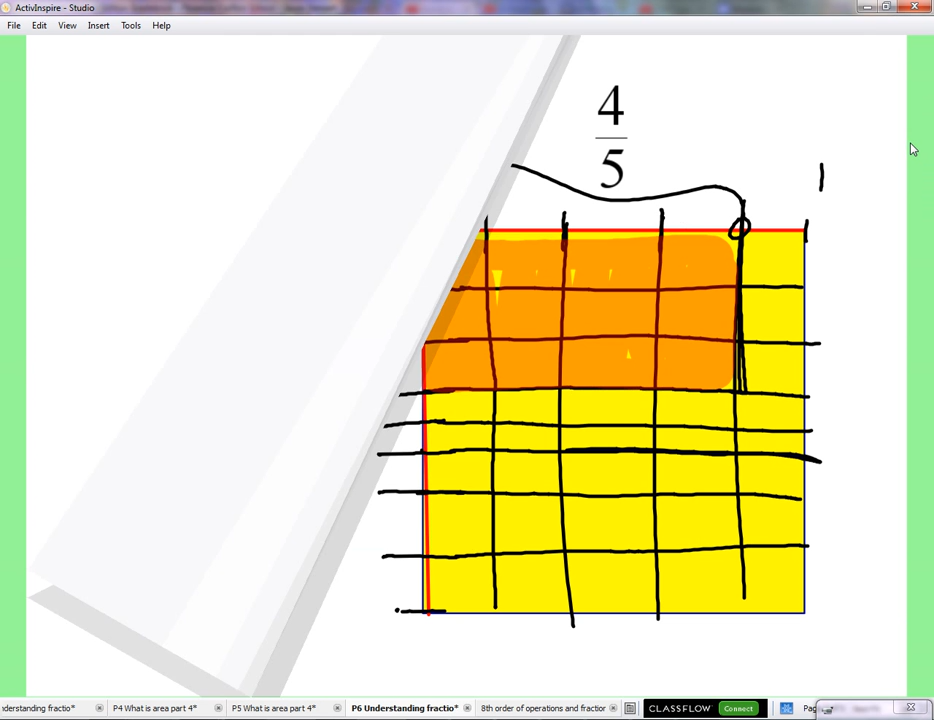 ActivInspire - Studio
File Edit View Insert Tools Help
4
5
1
nderstanding fractio*
P4 What is area part 4*
P5 What is area part 4*
P6 Understanding fractio*
8th order of operations and fraction
CLASSFLOW
Connect